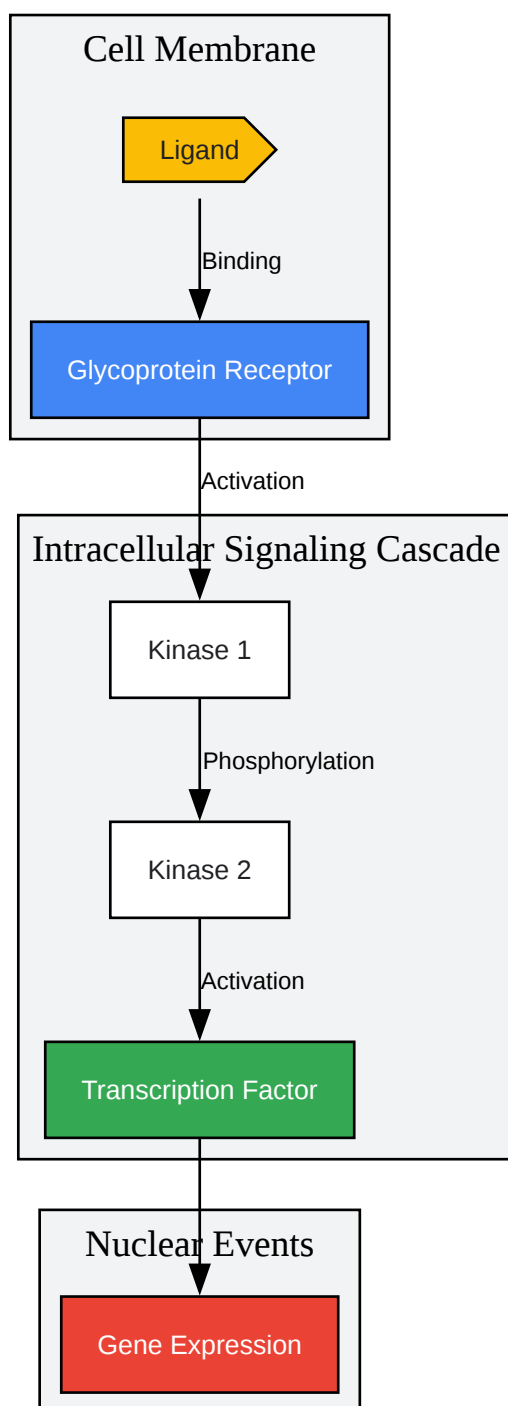 Cell Membrane
Ligand
Binding
Glycoprotein Receptor
Activation
Intracellular Signaling Cascade
Kinase 1
Phosphorylation
Kinase 2
Activation
Transcription Factor
Nuclear Events
Gene Expression